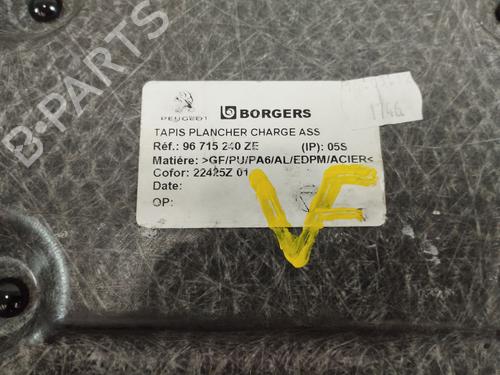 B-PARTS
PEUGEOT
BORGERS
TAPIS PLANCHER CHARGE ASS
Réf.: 96 715 240 ZE (IP): 05S
Matière: >GF/PU/PA6/AL/EDPM/ACIER<
Cofor: 22425Z 01
Date:
OP:
VF